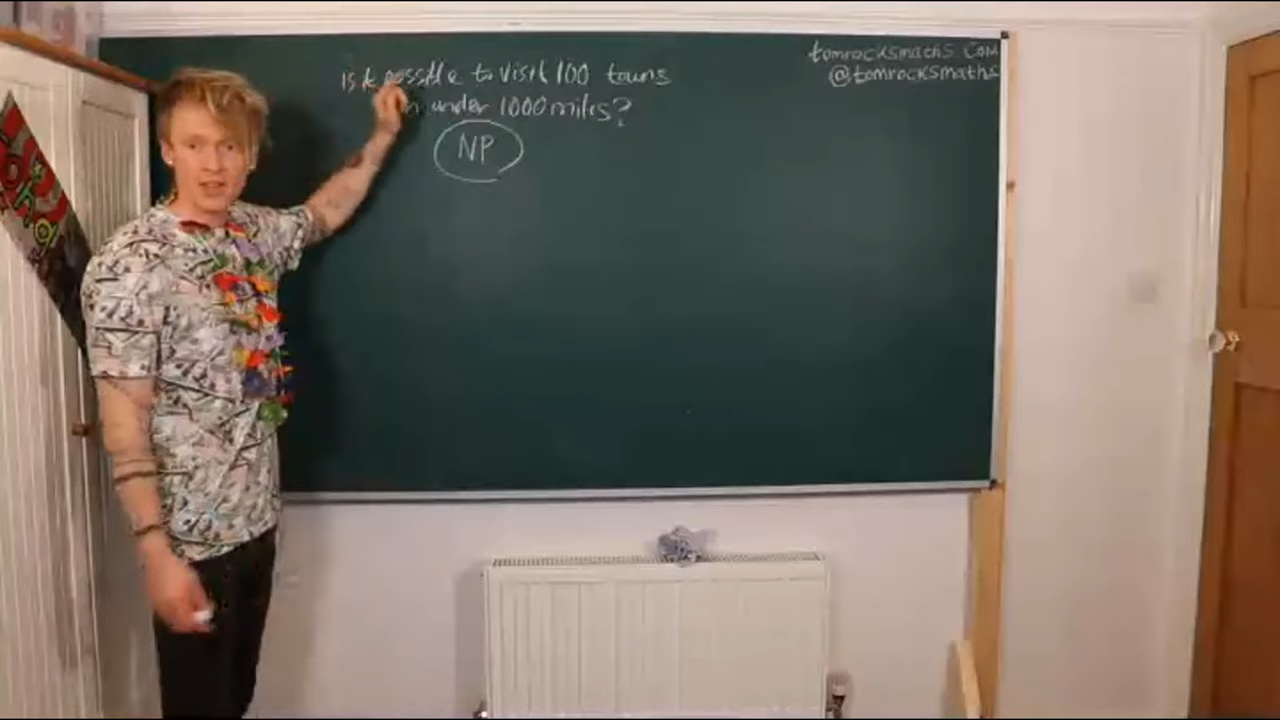 is it possible to visit 100 towns
in under 1000 miles?
NP
tomrocksmaths.com
@tomrocksmaths